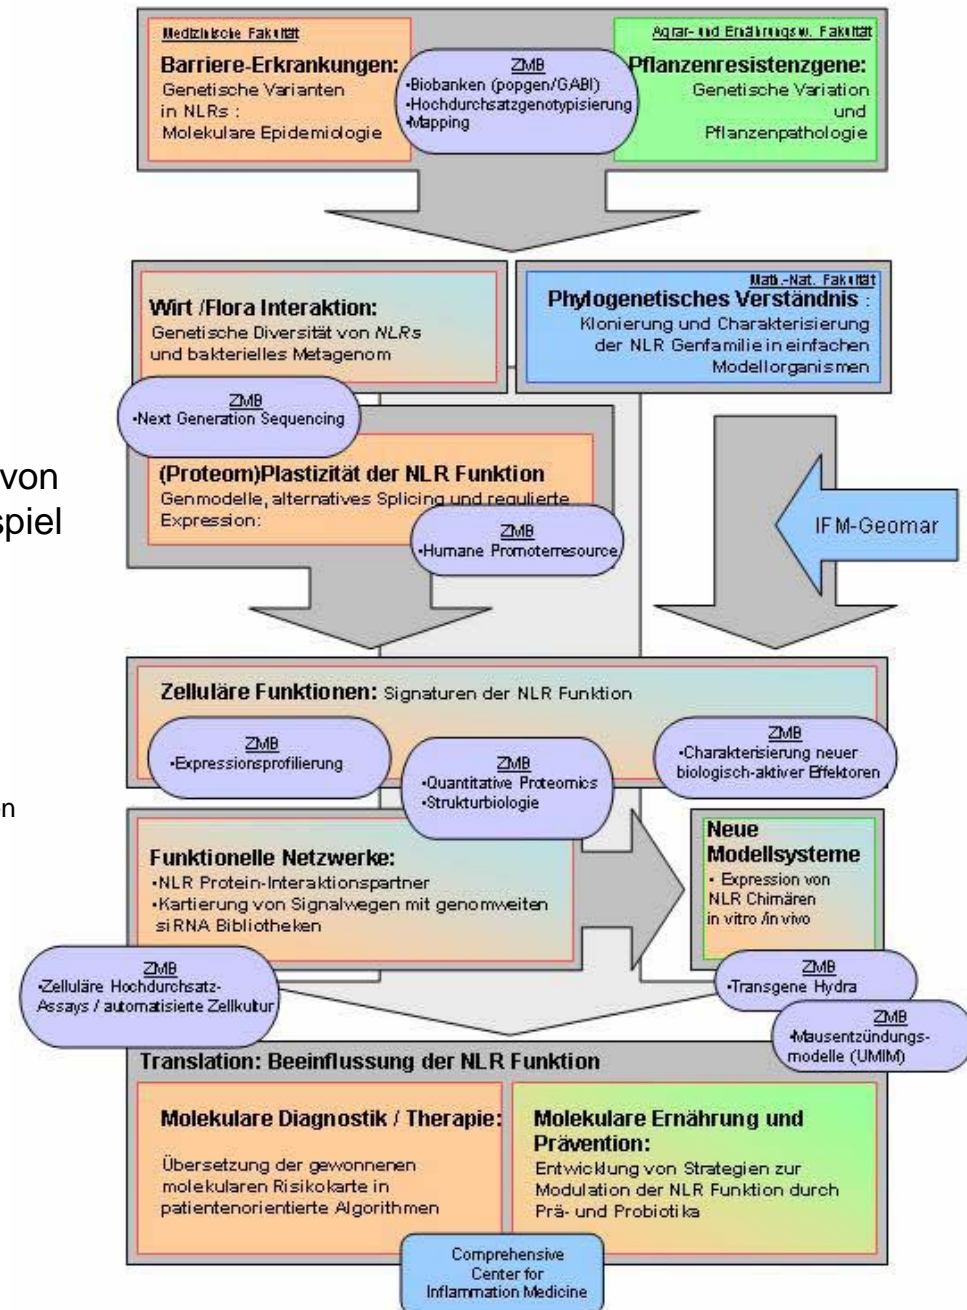 Medizinische Fakultät
Barriere-Erkrankungen:
Genetische Varianten
in NLRs :
Molekulare Epidemiologie
ZMB
•Biobanken (popgen/GABI)
•Hochdurchsatzgenotypisierung
•Mapping
Agrar- und Ernährungsw. Fakultät
Pflanzenresistenzgene:
Genetische Variation
und
Pflanzenpathologie
Wirt /Flora Interaktion:
Genetische Diversität von NLRs
und bakterielles Metagenom
Math.-Nat. Fakultät
Phylogenetisches Verständnis :
Klonierung und Charakterisierung
der NLR Genfamilie in einfachen
Modellorganismen
ZMB
•Next Generation Sequencing
von
spiel
(Proteom)Plastizität der NLR Funktion
Genmodelle, alternatives Splicing und regulierte
Expression:
ZMB
•Humane Promoterresource
IFM-Geomar
Zelluläre Funktionen: Signaturen der NLR Funktion
ZMB
•Expressionsprofilierung
ZMB
•Quantitative Proteomics
•Strukturbiologie
ZMB
•Charakterisierung neuer
biologisch-aktiver Effektoren
en
Funktionelle Netzwerke:
•NLR Protein-Interaktionspartner
•Kartierung von Signalwegen mit genomweiten
siRNA Bibliotheken
Neue
Modellsysteme
• Expression von
NLR Chimären
in vitro /in vivo
ZMB
•Zelluläre Hochdurchsatz-
Assays / automatisierte Zellkultur
ZMB
•Transgene Hydra
ZMB
•Mausentzündungs-
modelle (UMIM)
Translation: Beeinflussung der NLR Funktion
Molekulare Diagnostik / Therapie:
Übersetzung der gewonnenen
molekularen Risikokarte in
patientenorientierte Algorithmen
Molekulare Ernährung und
Prävention:
Entwicklung von Strategien zur
Modulation der NLR Funktion durch
Prä- und Probiotika
Comprehensive
Center for
Inflammation Medicine